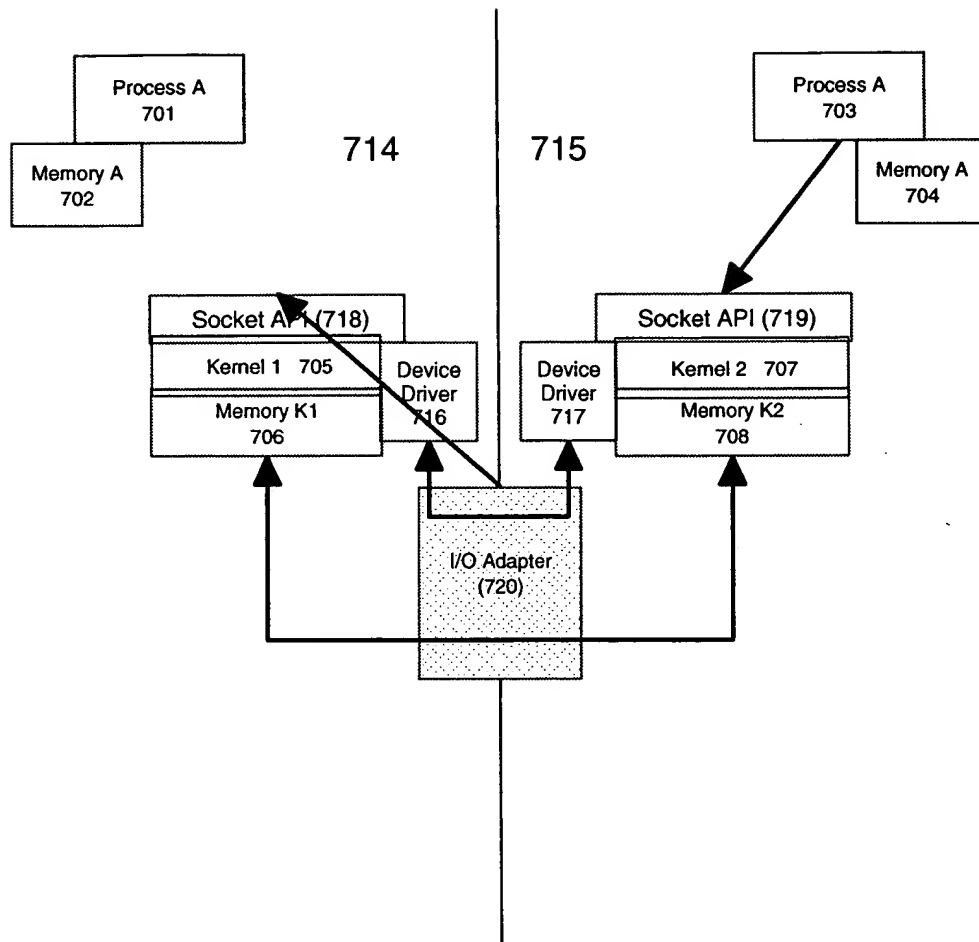 Process A
701
Memory A
702
714
715
Process A
703
Memory A
704
Socket API (718)
Kernel 1 705
Memory K1
706
Device
Driver
716
Socket API (719)
Device
Driver
717
Kernel 2 707
Memory K2
708
I/O Adapter
(720)